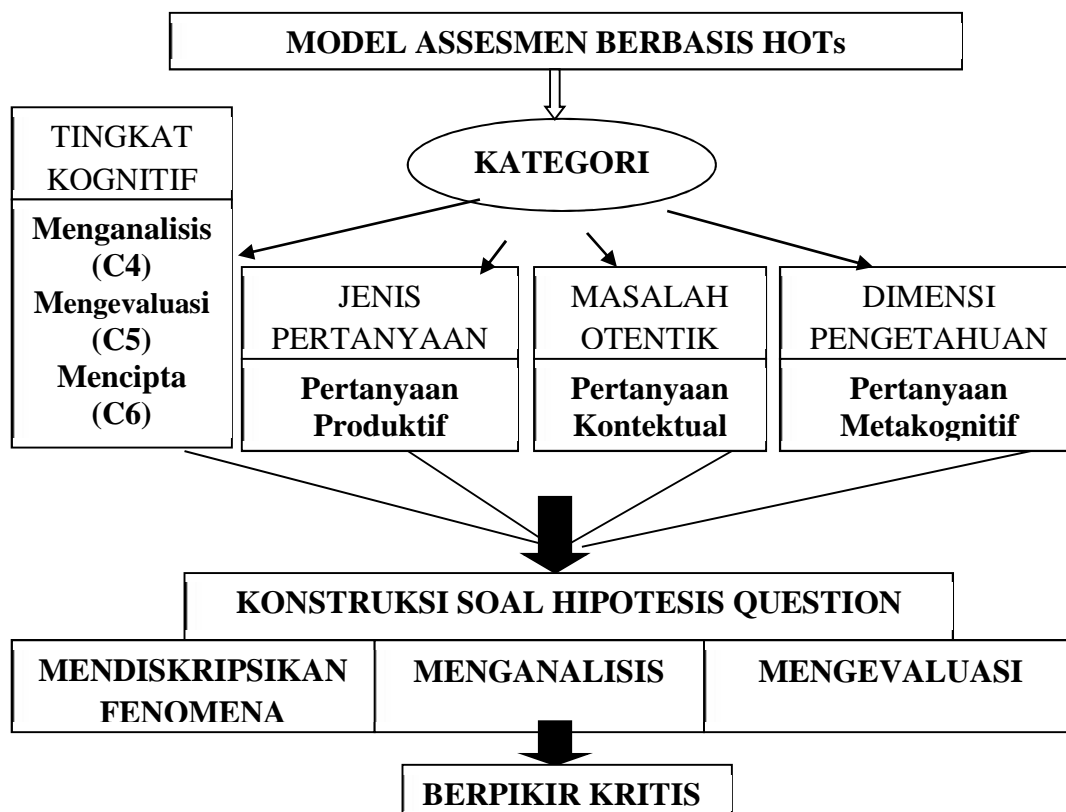 MODEL ASSESMEN BERBASIS HOTs
KATEGORI
TINGKAT
KOGNITIF
Menganalisis
(C4)
Mengevaluasi
(C5)
Mencipta
(C6)
JENIS
PERTANYAAN
Pertanyaan
Produktif
MASALAH
OTENTIK
Pertanyaan
Kontektual
DIMENSI
PENGETAHUAN
Pertanyaan
Metakognitif
KONSTRUKSI SOAL HIPOTESIS QUESTION
MENDISKRIPSIKAN
FENOMENA
MENGANALISIS
MENGEVALUASI
BERPIKIR KRITIS